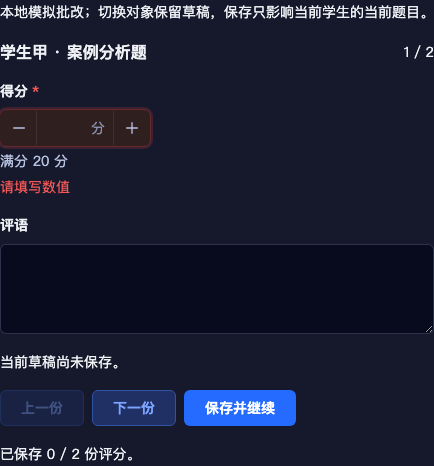 本地模拟批改；切换对象保留草稿，保存只影响当前学生的当前题目。
学生甲 · 案例分析题
1 / 2
得分 *
− 分 +
满分 20 分
请填写数值
评语
当前草稿尚未保存。
上一份 下一份 保存并继续
已保存 0 / 2 份评分。